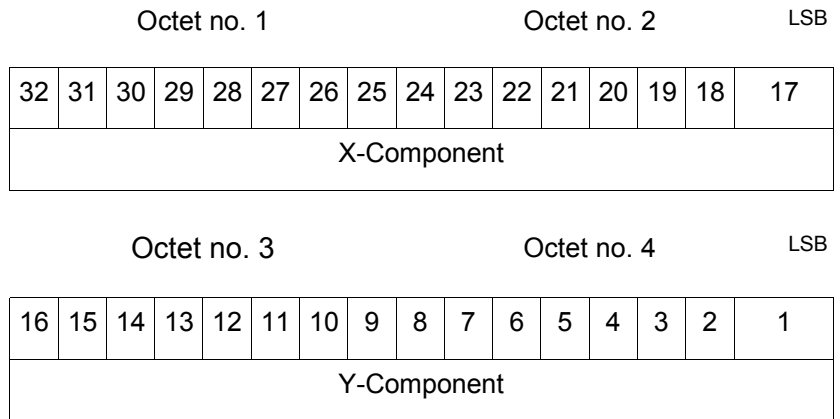 Octet no. 1 Octet no. 2 LSB
32 31 30 29 28 27 26 25 24 23 22 21 20 19 18 17
X-Component
Octet no. 3 Octet no. 4 LSB
16 15 14 13 12 11 10 9 8 7 6 5 4 3 2 1
Y-Component